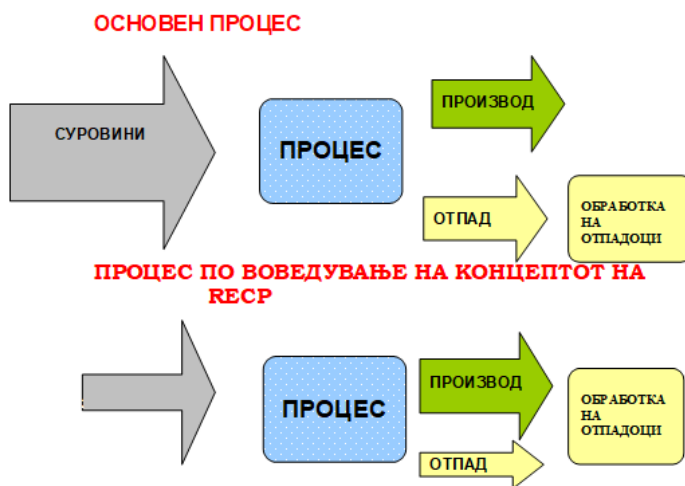 ОСНОВЕН ПРОЦЕС
СУРОВИНИ
ПРОЦЕС
ПРОИЗВОД
ОТПАД
ОБРАБОТКА
НА
ОТПАДОЦИ
ПРОЦЕС ПО ВОВЕДУВАЊЕ НА КОНЦЕПТОТ НА
RECP
ПРОЦЕС
ПРОИЗВОД
ОТПАД
ОБРАБОТКА
НА
ОТПАДОЦИ